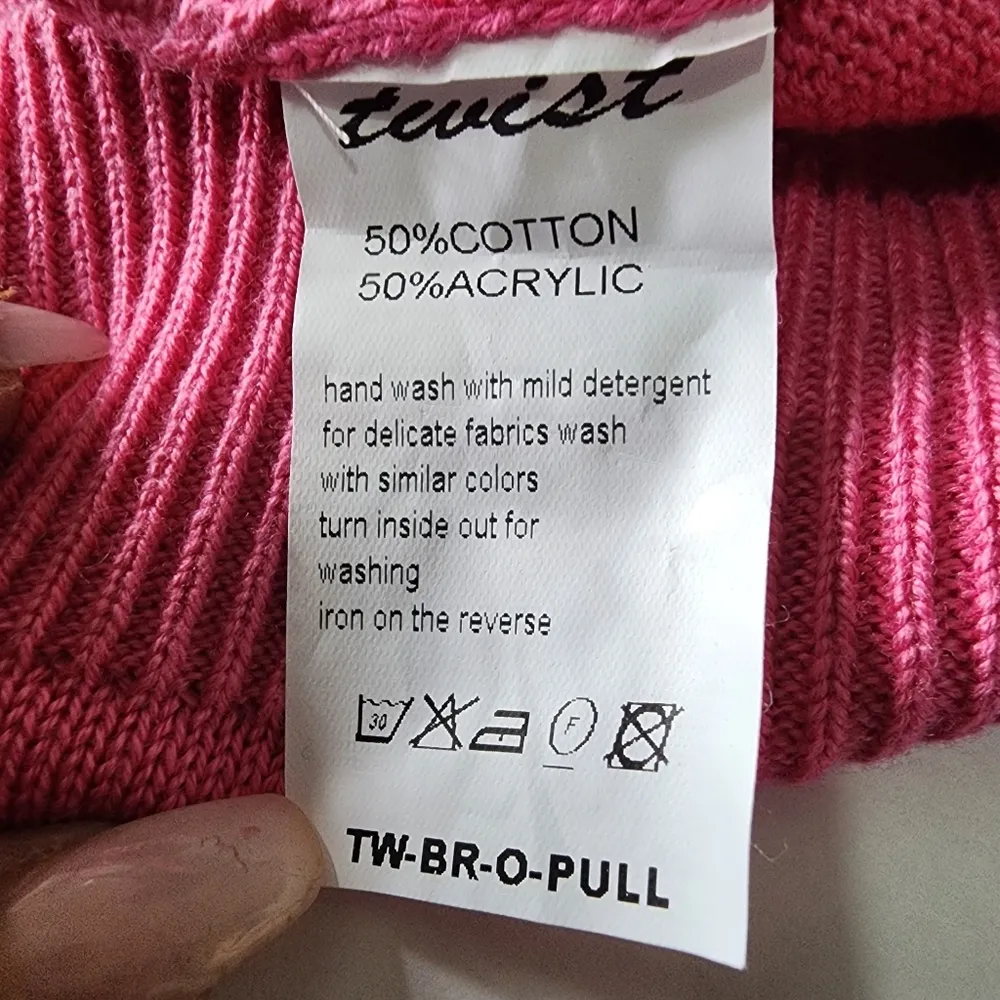 twist
50%COTTON
50%ACRYLIC
hand wash with mild detergent
for delicate fabrics wash
with similar colors
turn inside out for
washing
iron on the reverse
30 F
TW-BR-O-PULL